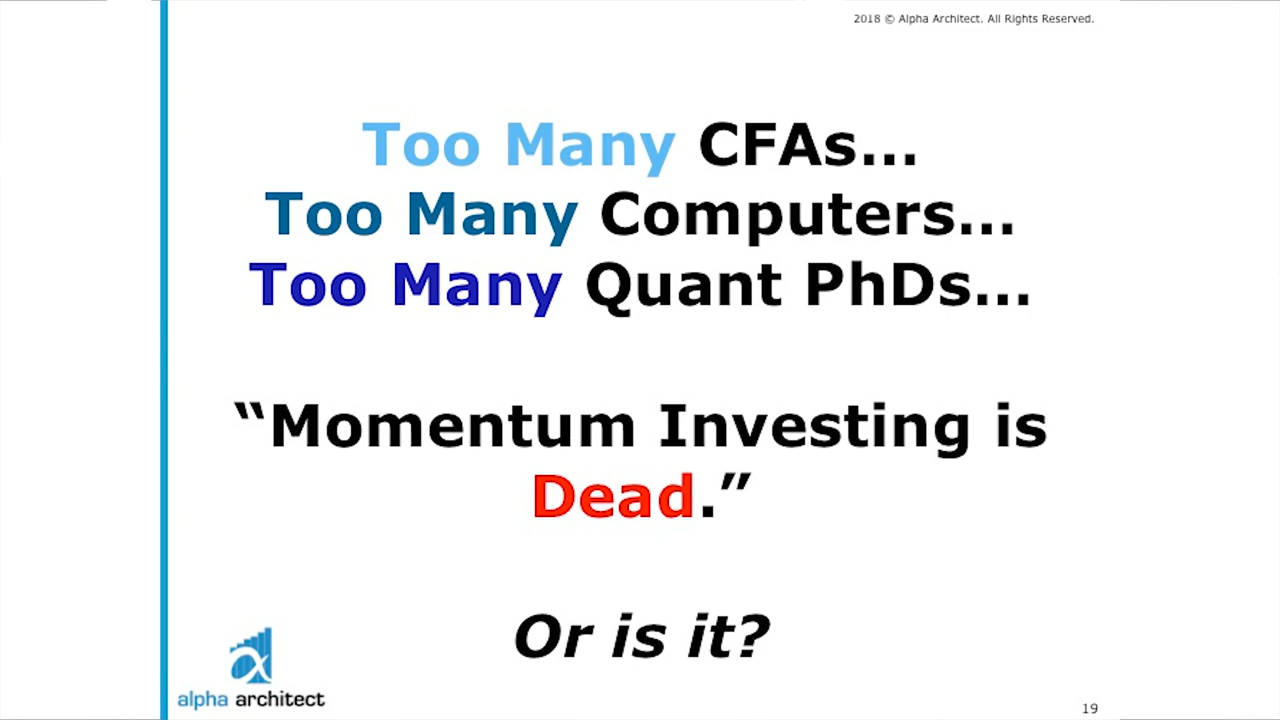 2018 © Alpha Architect. All Rights Reserved.
Too Many CFAs...
Too Many Computers...
Too Many Quant PhDs...
“Momentum Investing is
Dead.”
Or is it?
alpha architect
19